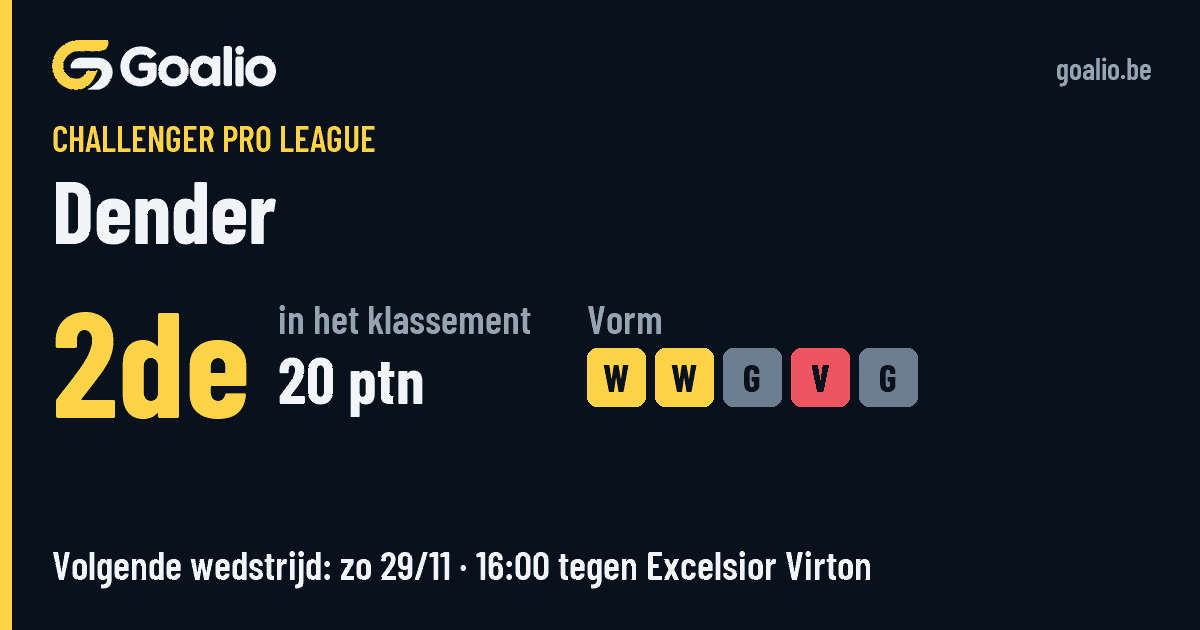 Goalio
goalio.be
CHALLENGER PRO LEAGUE
Dender
2de
in het klassement
20 ptn
Vorm
W W G V G
Volgende wedstrijd: zo 29/11 · 16:00 tegen Excelsior Virton